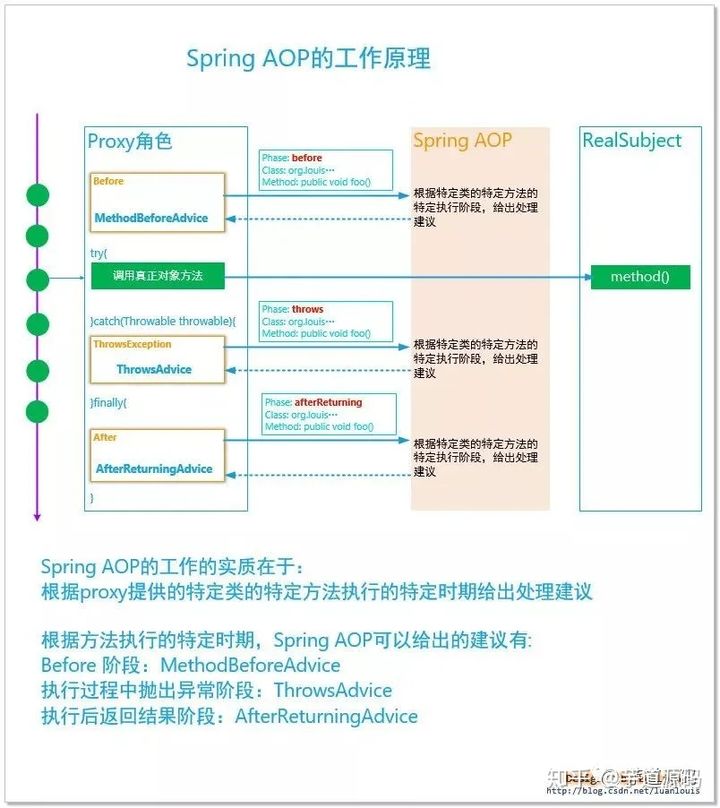 Spring AOP的工作原理
Proxy角色
Spring AOP
RealSubject
Before
MethodBeforeAdvice
Phase: before
Class: org.louis…
Method: public void foo()
根据特定类的特定方法的
特定执行阶段，给出处理
建议
try{
调用真正对象方法
method()
}catch(Throwable throwable){
ThrowsException
ThrowsAdvice
Phase: throws
Class: org.louis…
Method: public void foo()
根据特定类的特定方法的
特定执行阶段，给出处理
建议
}finally{
After
AfterReturningAdvice
Phase: afterReturning
Class: org.louis…
Method: public void foo()
根据特定类的特定方法的
特定执行阶段，给出处理
建议
}
Spring AOP的工作的实质在于：
根据proxy提供的特定类的特定方法执行的特定时期给出处理建议
根据方法执行的特定时期，Spring AOP可以给出的建议有:
Before 阶段：MethodBeforeAdvice
执行过程中抛出异常阶段：ThrowsAdvice
执行后返回结果阶段：AfterReturningAdvice
知乎 @芋道源码
http://blog.csdn.net/luanlouis